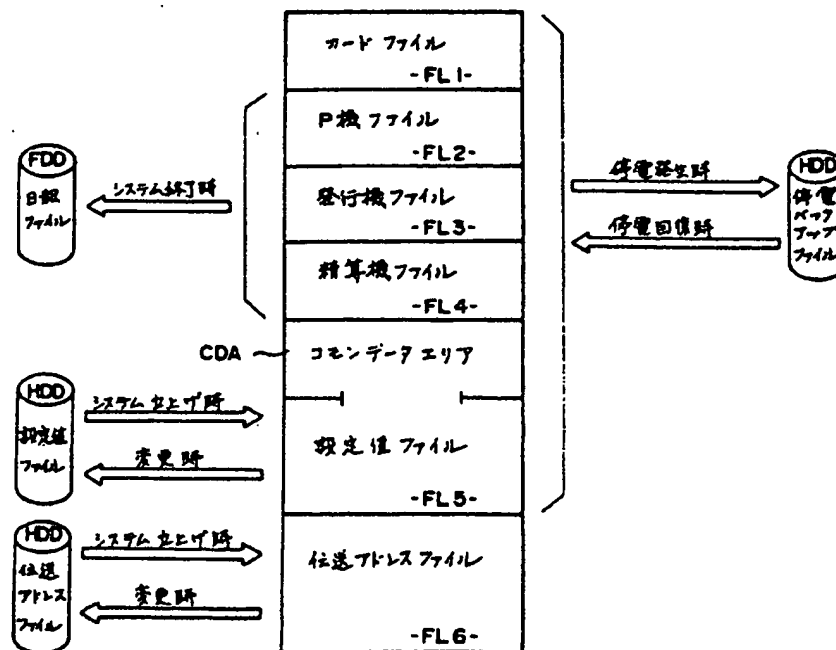 カード ファイル
-FL1-
P機 ファイル
-FL2-
発行機ファイル
-FL3-
精算機ファイル
-FL4-
CDA
コモンデータエリア
設定値ファイル
-FL5-
伝送アドレスファイル
-FL6-
FDD
日報
ファイル
システム終了時
HDD
設定値
ファイル
システム立上げ時
変更時
HDD
伝送
アドレス
ファイル
システム立上げ時
変更時
停電発生時
停電回復時
HDD
停電
バック
アップ
ファイル